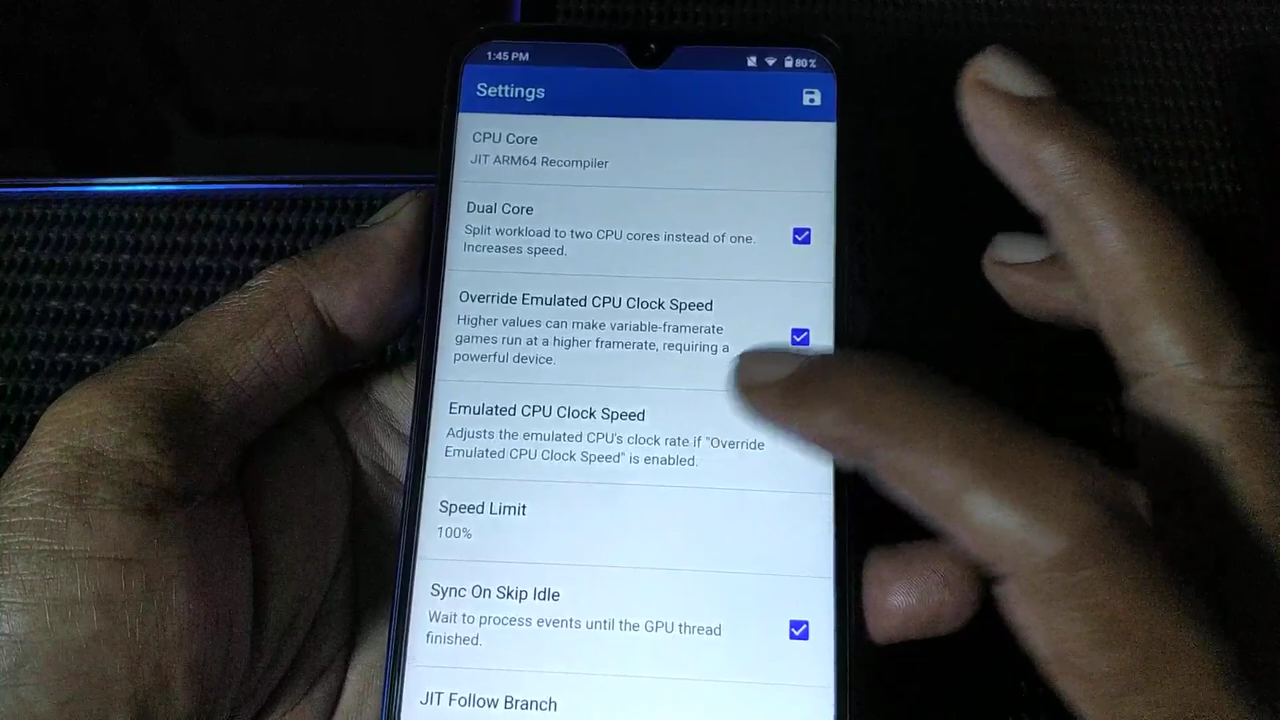 1:45 PM
80%
Settings
CPU Core
JIT ARM64 Recompiler
Dual Core
Split workload to two CPU cores instead of one.
Increases speed.
Override Emulated CPU Clock Speed
Higher values can make variable-framerate
games run at a higher framerate, requiring a
powerful device.
Emulated CPU Clock Speed
Adjusts the emulated CPU's clock rate if "Override
Emulated CPU Clock Speed" is enabled.
Speed Limit
100%
Sync On Skip Idle
Wait to process events until the GPU thread
finished.
JIT Follow Branch